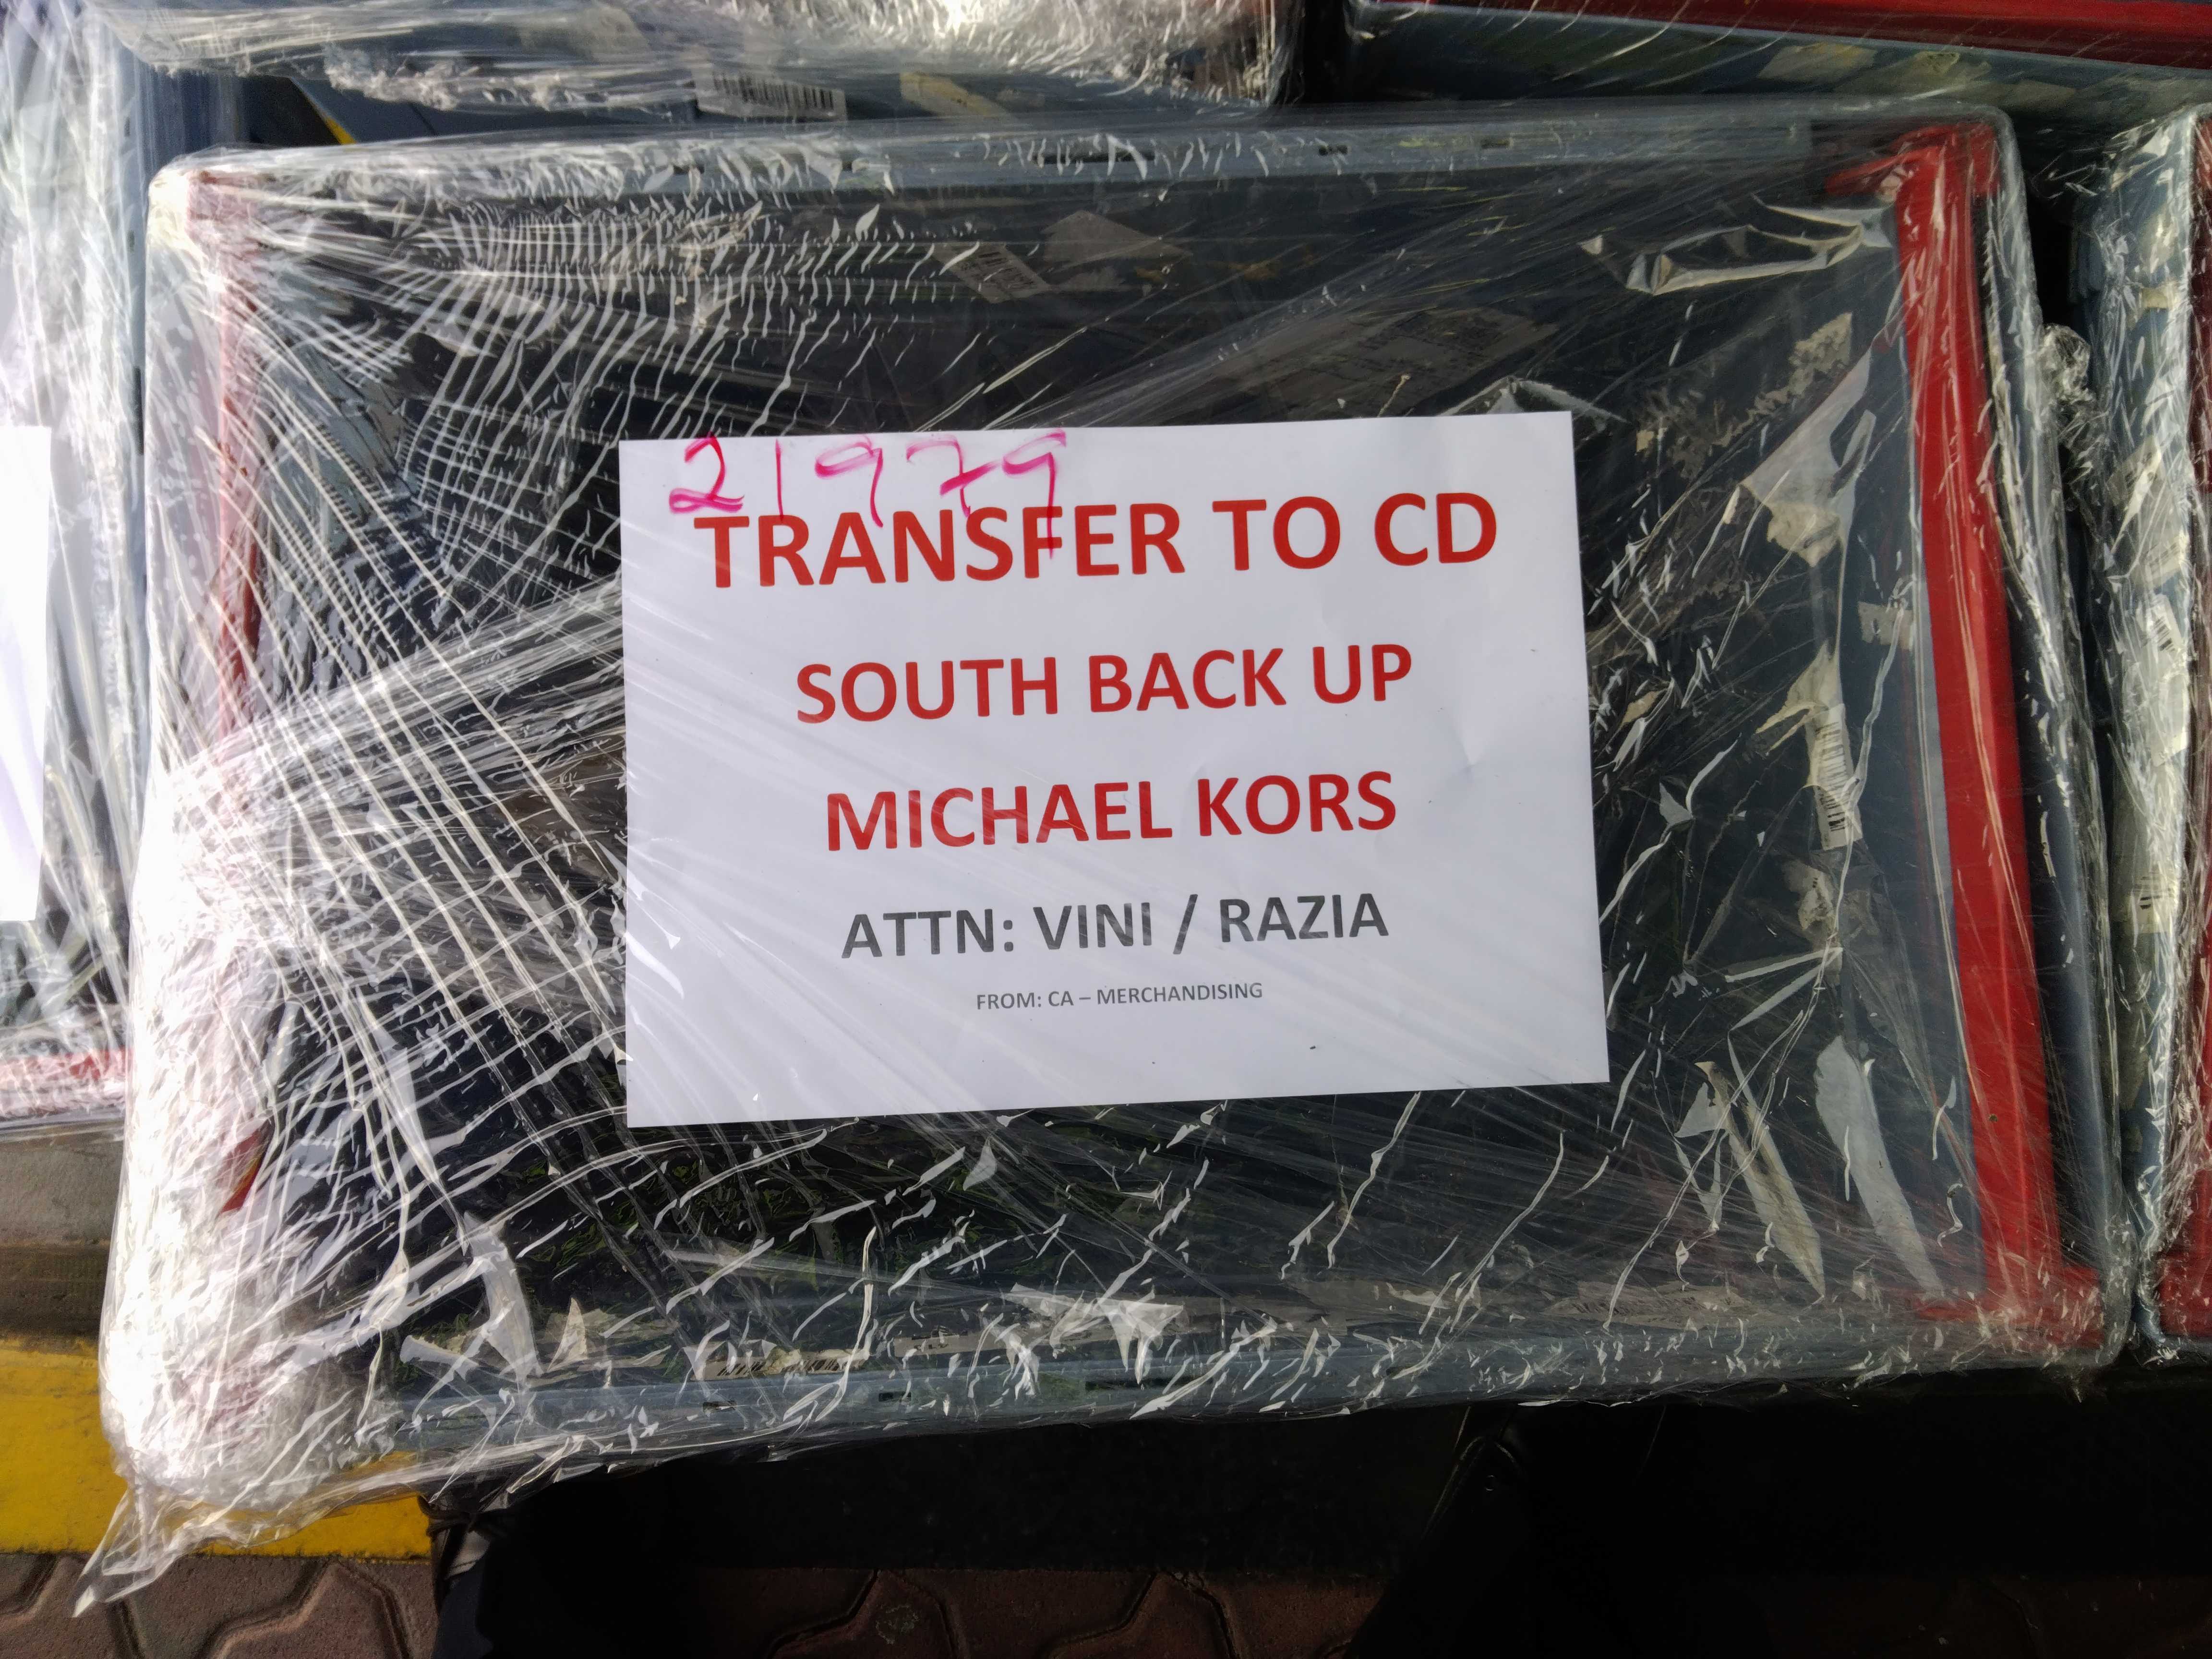 21979
TRANSFER TO CD
SOUTH BACK UP
MICHAEL KORS
ATTN: VINI / RAZIA
FROM: CA – MERCHANDISING